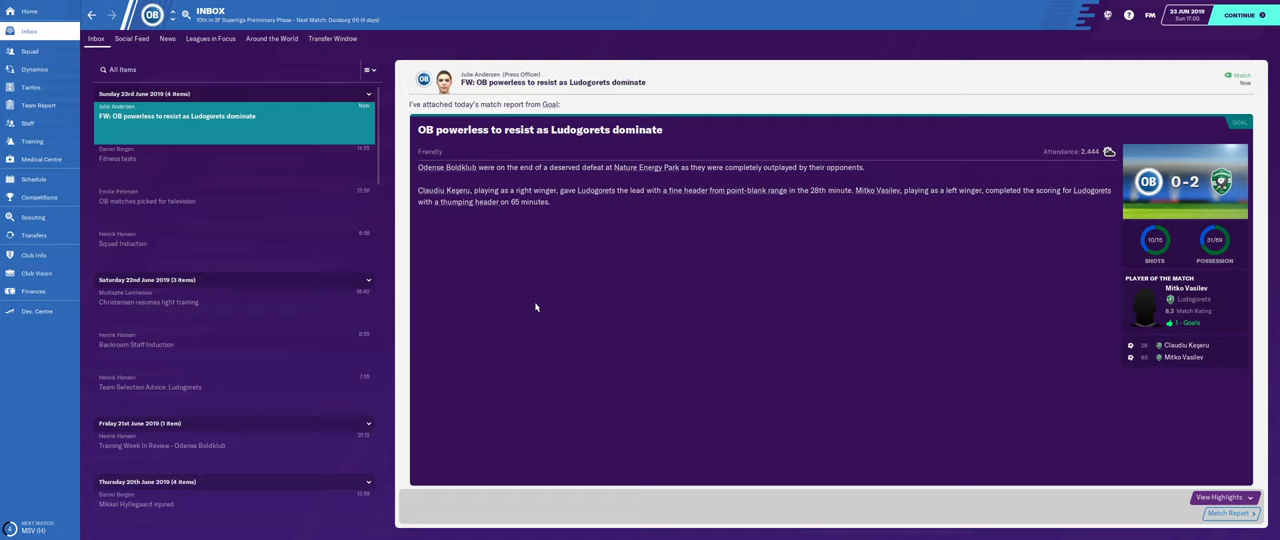 Home
OB
INBOX
10th in 3F Superliga Preliminary Phase - Next Match: Duisburg (H) (4 days)
FM
23 JUN 2019
Sun 17:00
CONTINUE
Inbox
Squad
Dynamics
Tactics
Team Report
Staff
Training
Medical Centre
Schedule
Competitions
Scouting
Transfers
Club Info
Club Vision
Finances
Dev. Centre
4
NEXT MATCH
MSV (H)
Inbox
Social Feed
News
Leagues in Focus
Around the World
Transfer Window
All Items
Sunday 23rd June 2019 (4 items)
Julie Andersen
Now
FW: OB powerless to resist as Ludogorets dominate
Daniel Borgen
14:55
Fitness tests
Emilie Petersen
13:56
OB matches picked for television
Henrik Hansen
8:58
Squad Induction
Saturday 22nd June 2019 (3 items)
Mustapha Lammaouer
16:40
Christensen resumes light training
Henrik Hansen
8:55
Backroom Staff Induction
Henrik Hansen
7:55
Team Selection Advice: Ludogorets
Friday 21st June 2019 (1 item)
Henrik Hansen
21:12
Training Week In Review - Odense Boldklub
Thursday 20th June 2019 (4 items)
Daniel Borgen
13:59
Mikkel Hyllegaard injured
OB
Julie Andersen (Press Officer)
FW: OB powerless to resist as Ludogorets dominate
Match
Now
I've attached today's match report from Goal:
OB powerless to resist as Ludogorets dominate
GOAL
Friendly
Attendance: 2.444
Odense Boldklub were on the end of a deserved defeat at Nature Energy Park as they were completely outplayed by their opponents.
Claudiu Keşeru, playing as a right winger, gave Ludogorets the lead with a fine header from point-blank range in the 28th minute. Mitko Vasilev, playing as a left winger, completed the scoring for Ludogorets
with a thumping header on 65 minutes.
OB
0-2
10/15
31/69
SHOTS
POSSESSION
PLAYER OF THE MATCH
Mitko Vasilev
Ludogorets
8.3 Match Rating
1 - Goals
28 Claudiu Keşeru
65 Mitko Vasilev
View Highlights
Match Report